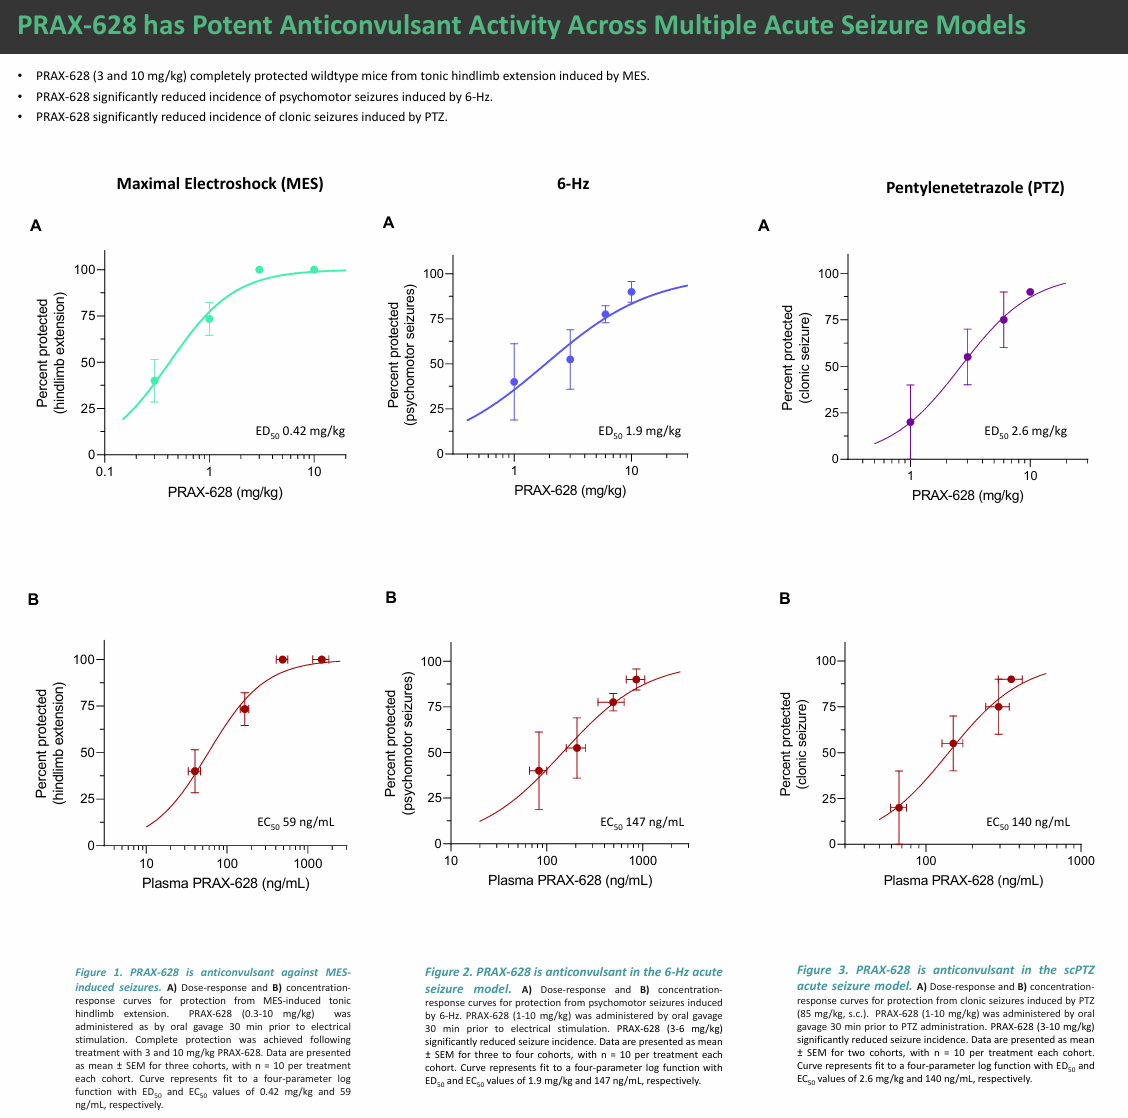 PRAX-628 has Potent Anticonvulsant Activity Across Multiple Acute Seizure Models
• PRAX-628 (3 and 10 mg/kg) completely protected wildtype mice from tonic hindlimb extension induced by MES.
• PRAX-628 significantly reduced incidence of psychomotor seizures induced by 6-Hz.
• PRAX-628 significantly reduced incidence of clonic seizures induced by PTZ.
Maximal Electroshock (MES)
A
Percent protected
(hindlimb extension)
100
75
50
25
0
0.1
1
10
ED50 0.42 mg/kg
PRAX-628 (mg/kg)
6-Hz
A
Percent protected
(psychomotor seizures)
100
75
50
25
0
1
10
ED50 1.9 mg/kg
PRAX-628 (mg/kg)
Pentylenetetrazole (PTZ)
A
Percent protected
(clonic seizure)
100
75
50
25
0
1
10
ED50 2.6 mg/kg
PRAX-628 (mg/kg)
B
Percent protected
(hindlimb extension)
100
75
50
25
0
10
100
1000
EC50 59 ng/mL
Plasma PRAX-628 (ng/mL)
B
Percent protected
(psychomotor seizures)
100
75
50
25
0
10
100
1000
EC50 147 ng/mL
Plasma PRAX-628 (ng/mL)
B
Percent protected
(clonic seizure)
100
75
50
25
0
100
1000
EC50 140 ng/mL
Plasma PRAX-628 (ng/mL)
Figure 1. PRAX-628 is anticonvulsant against MES-
induced seizures. A) Dose-response and B) concentration-
response curves for protection from MES-induced tonic
hindlimb extension. PRAX-628 (0.3-10 mg/kg) was
administered as by oral gavage 30 min prior to electrical
stimulation. Complete protection was achieved following
treatment with 3 and 10 mg/kg PRAX-628. Data are presented
as mean ± SEM for three cohorts, with n = 10 per treatment
each cohort. Curve represents fit to a four-parameter log
function with ED50 and EC50 values of 0.42 mg/kg and 59
ng/mL, respectively.
Figure 2. PRAX-628 is anticonvulsant in the 6-Hz acute
seizure model. A) Dose-response and B) concentration-
response curves for protection from psychomotor seizures induced
by 6-Hz. PRAX-628 (1-10 mg/kg) was administered by oral gavage
30 min prior to electrical stimulation. PRAX-628 (3-6 mg/kg)
significantly reduced seizure incidence. Data are presented as mean
± SEM for three to four cohorts, with n = 10 per treatment each
cohort. Curve represents fit to a four-parameter log function with
ED50 and EC50 values of 1.9 mg/kg and 147 ng/mL, respectively.
Figure 3. PRAX-628 is anticonvulsant in the scPTZ
acute seizure model. A) Dose-response and B) concentration-
response curves for protection from clonic seizures induced by PTZ
(85 mg/kg, s.c.). PRAX-628 (1-10 mg/kg) was administered by oral
gavage 30 min prior to PTZ administration. PRAX-628 (3-10 mg/kg)
significantly reduced seizure incidence. Data are presented as mean
± SEM for two cohorts, with n = 10 per treatment each cohort.
Curve represents fit to a four-parameter log function with ED50 and
EC50 values of 2.6 mg/kg and 140 ng/mL, respectively.